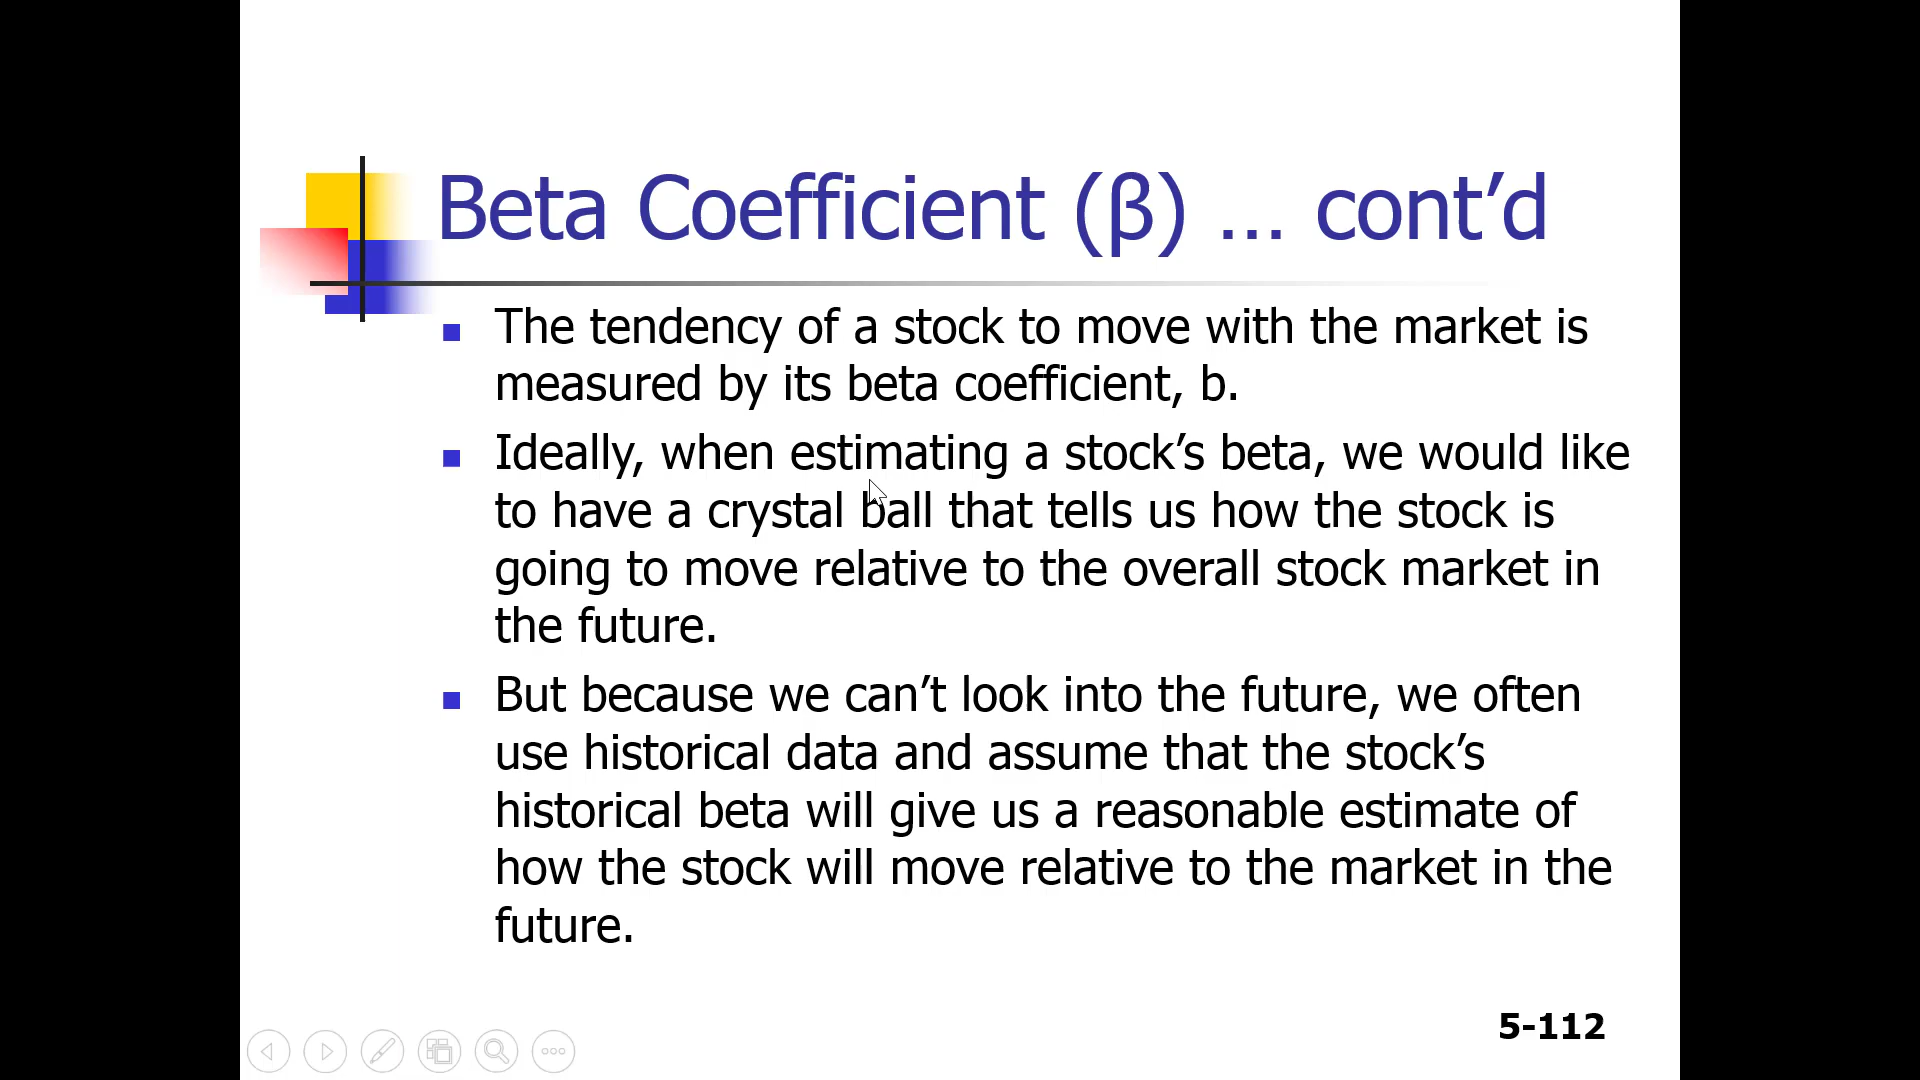 Beta Coefficient (β) … cont’d
The tendency of a stock to move with the market is
measured by its beta coefficient, b.
Ideally, when estimating a stock’s beta, we would like
to have a crystal ball that tells us how the stock is
going to move relative to the overall stock market in
the future.
But because we can’t look into the future, we often
use historical data and assume that the stock’s
historical beta will give us a reasonable estimate of
how the stock will move relative to the market in the
future.
5-112